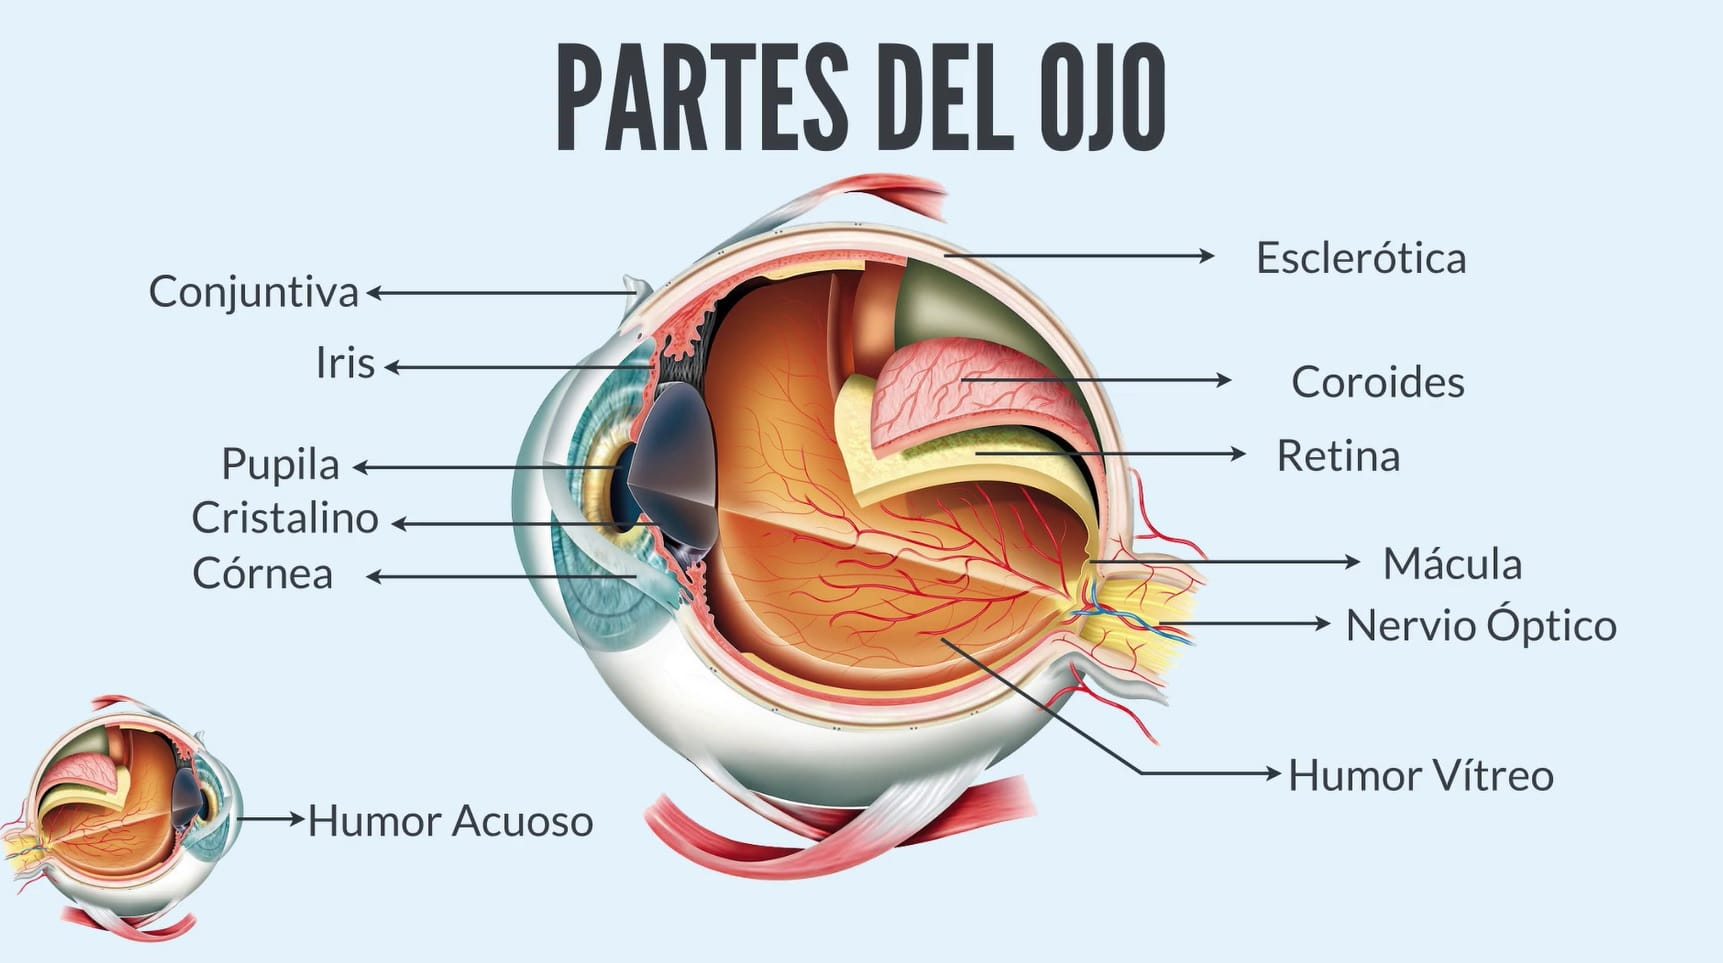 PARTES DEL OJO
Conjuntiva
Iris
Pupila
Cristalino
Córnea
Esclerótica
Coroides
Retina
Mácula
Nervio Óptico
Humor Vítreo
Humor Acuoso